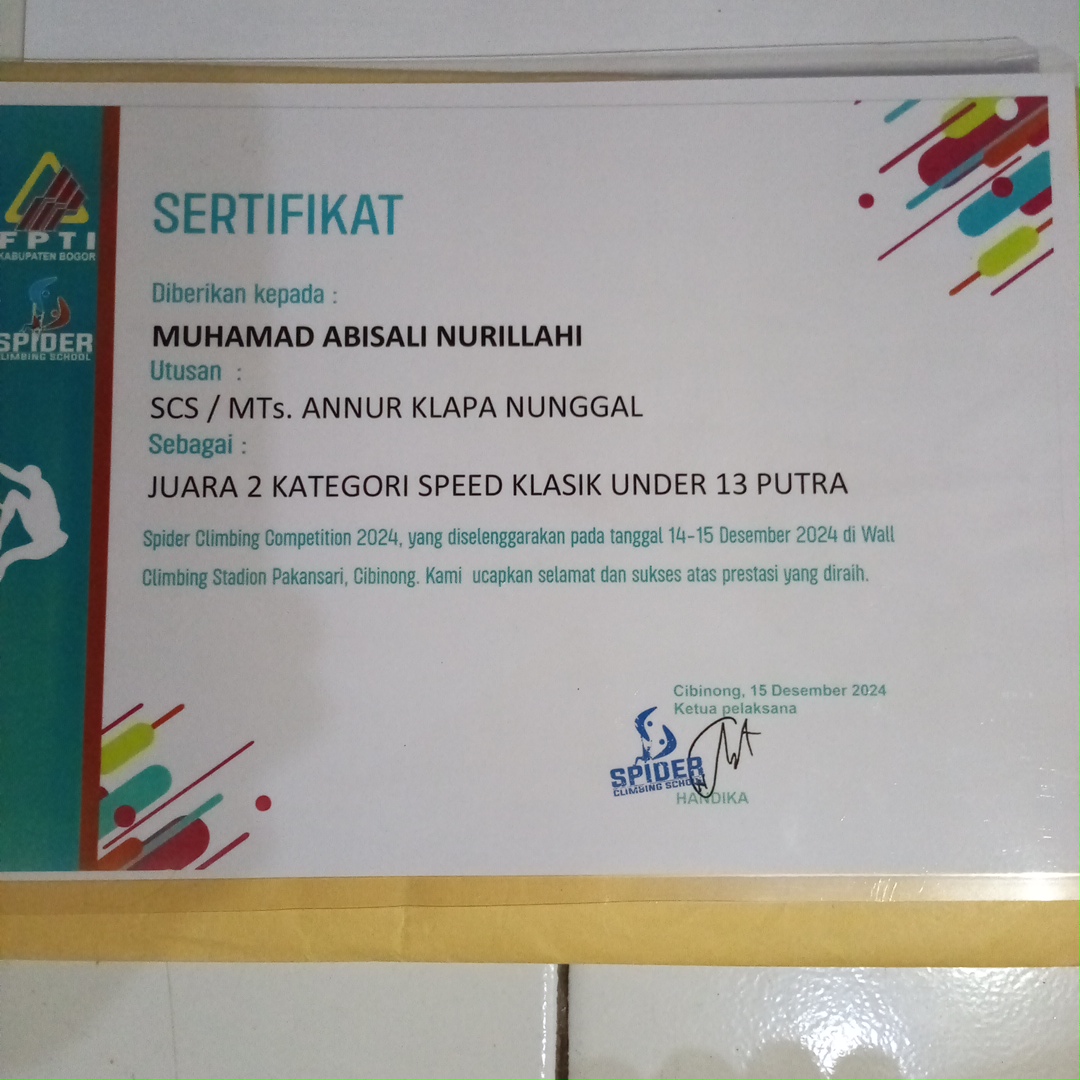 FPTI
KABUPATEN BOGOR
SPIDER
CLIMBING SCHOOL
SERTIFIKAT
Diberikan kepada :
MUHAMAD ABISALI NURILLAHI
Utusan :
SCS / MTs. ANNUR KLAPA NUNGGAL
Sebagai :
JUARA 2 KATEGORI SPEED KLASIK UNDER 13 PUTRA
Spider Climbing Competition 2024, yang diselenggarakan pada tanggal 14-15 Desember 2024 di Wall
Climbing Stadion Pakansari, Cibinong. Kami ucapkan selamat dan sukses atas prestasi yang diraih.
Cibinong, 15 Desember 2024
Ketua pelaksana
SPIDER
CLIMBING SCHOOL
HANDIKA